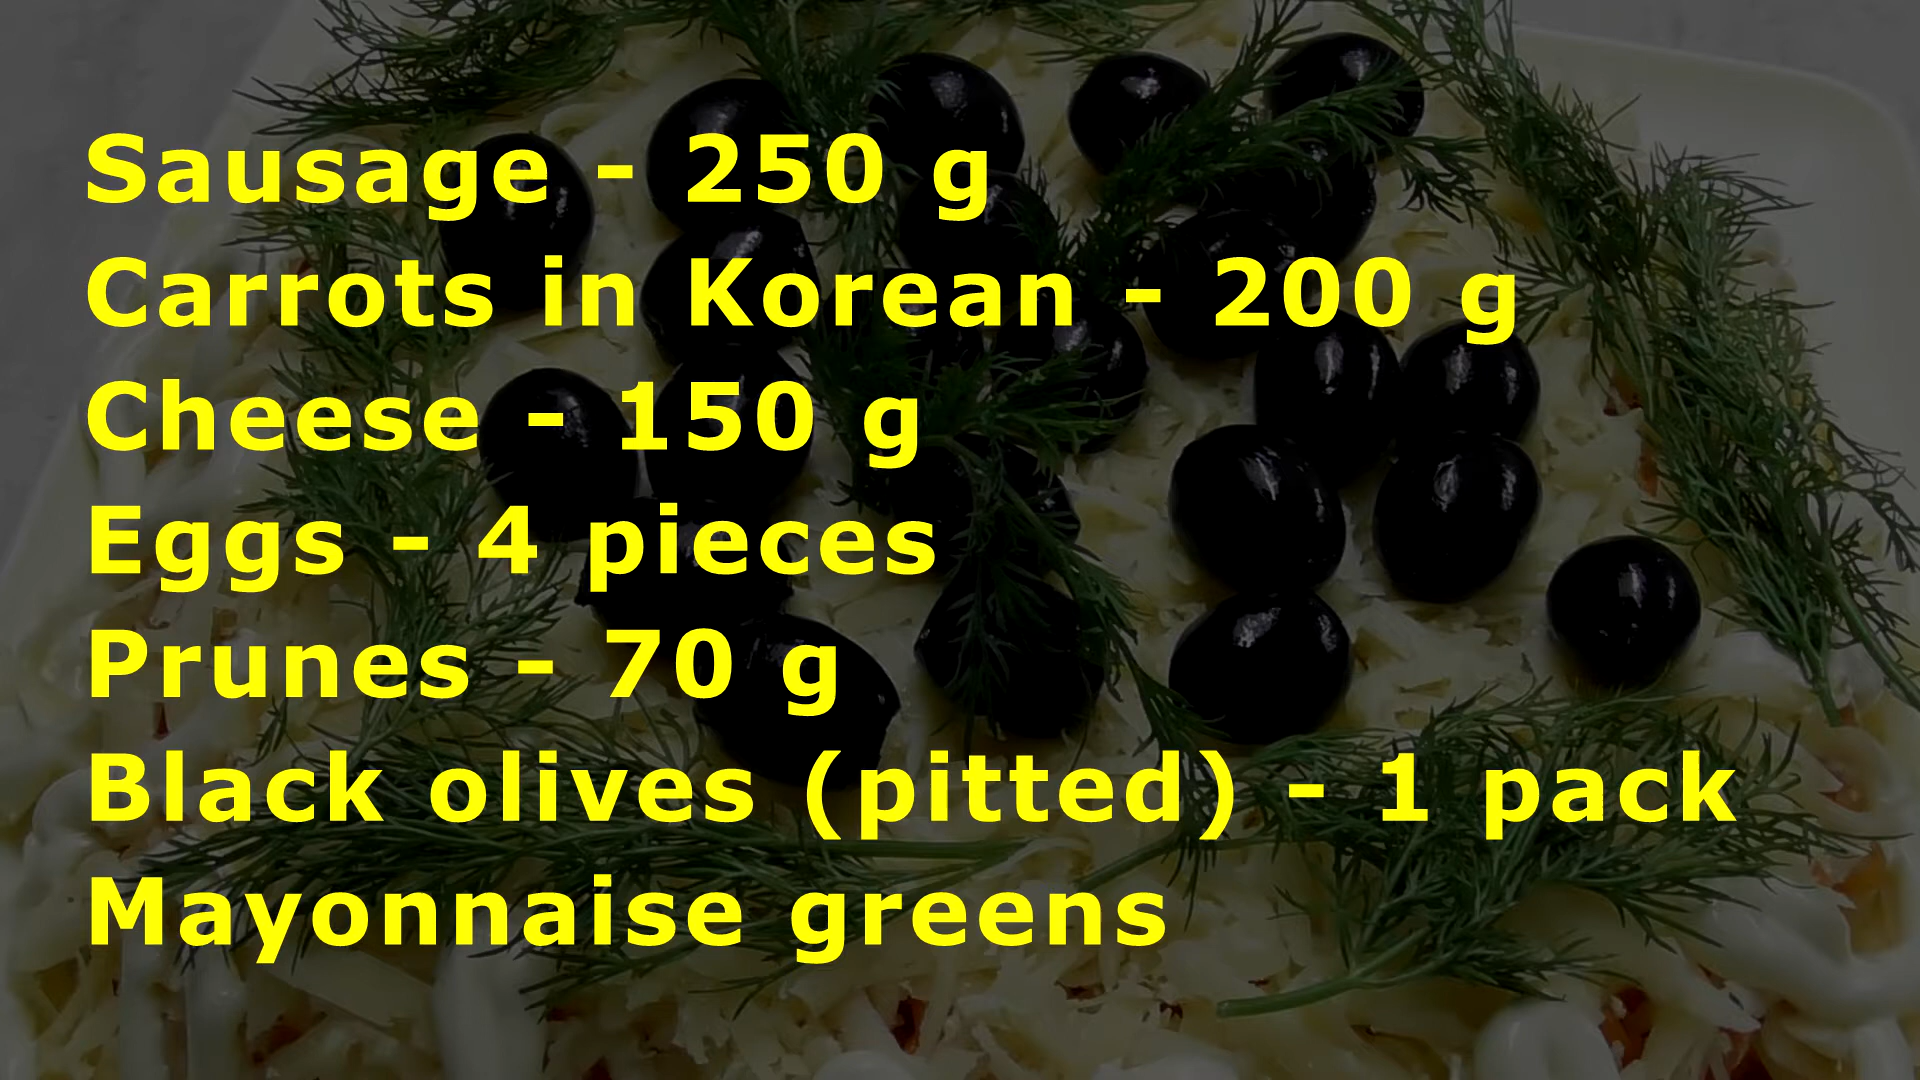 Sausage - 250 g
Carrots in Korean - 200 g
Cheese - 150 g
Eggs - 4 pieces
Prunes - 70 g
Black olives (pitted) - 1 pack
Mayonnaise greens